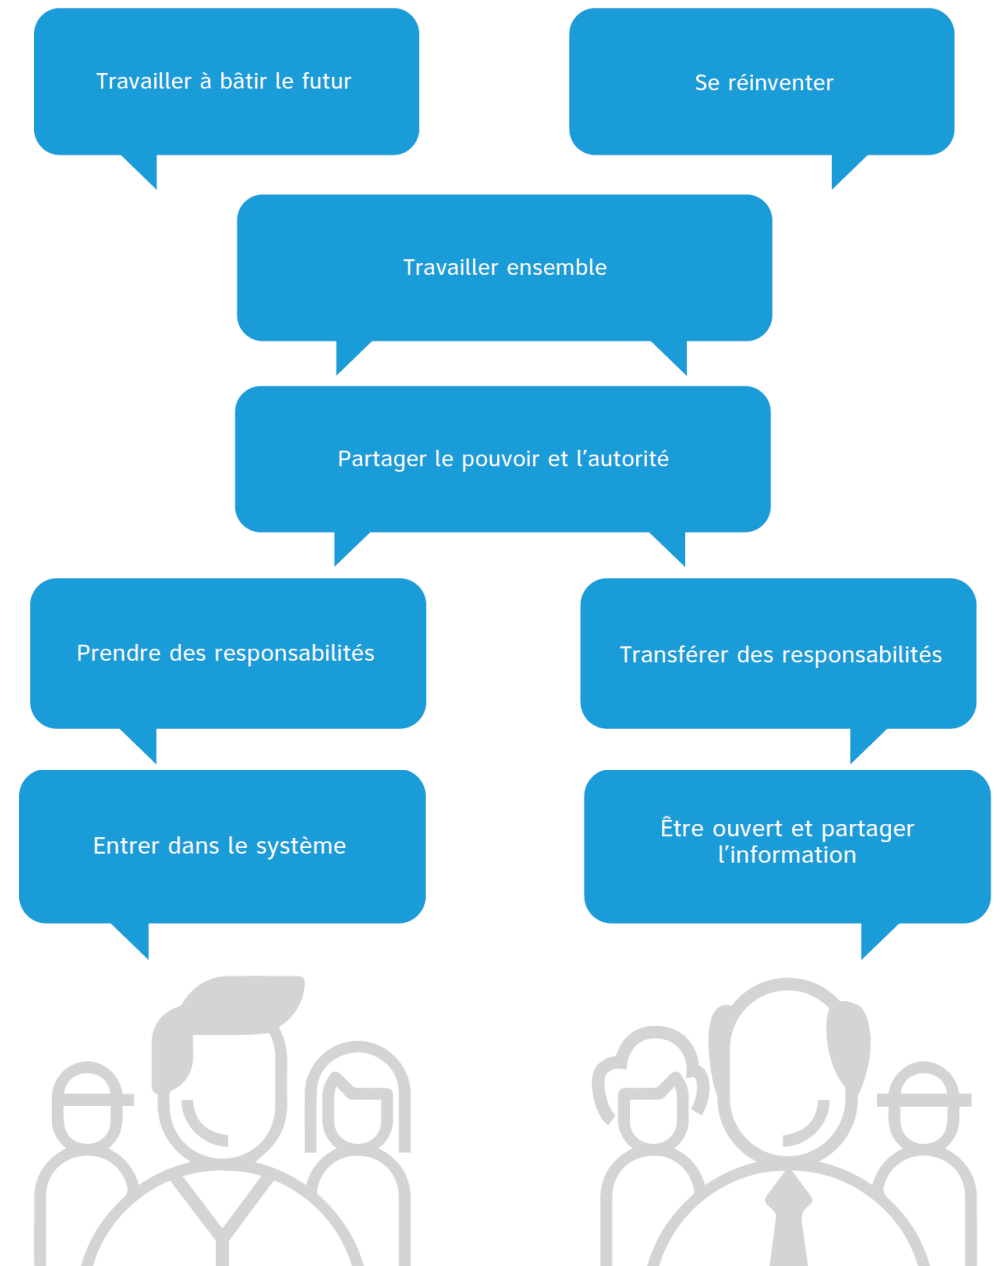 Travailler à bâtir le futur
Se réinventer
Travailler ensemble
Partager le pouvoir et l’autorité
Prendre des responsabilités
Transférer des responsabilités
Entrer dans le système
Être ouvert et partager
l’information